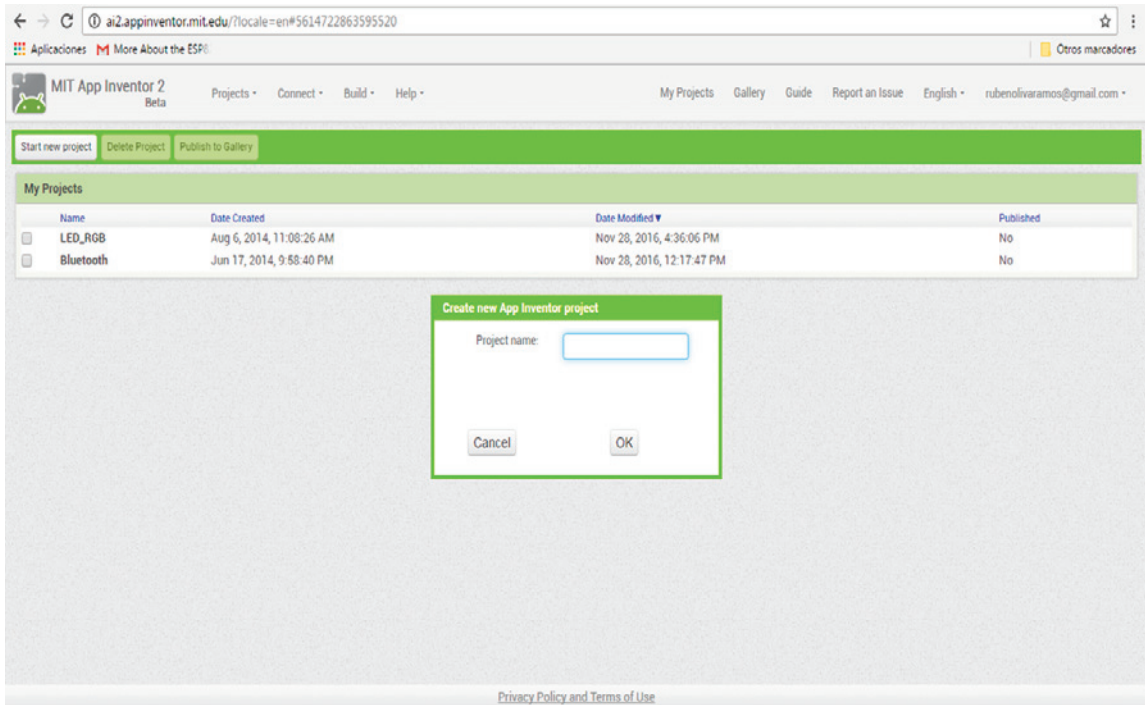 ai2.appinventor.mit.edu/?locale=en#5614722863595520
Aplicaciones More About the ESP8 Otros marcadores
MIT App Inventor 2
Beta
Projects Connect Build Help My Projects Gallery Guide Report an Issue English rubenolivaramos@gmail.com
Start new project Delete Project Publish to Gallery
My Projects
Name Date Created Date Modified▼ Published
LED_RGB Aug 6, 2014, 11:08:26 AM Nov 28, 2016, 4:36:06 PM No
Bluetooth Jun 17, 2014, 9:58:40 PM Nov 28, 2016, 12:17:47 PM No
Create new App Inventor project
Project name:
Cancel OK
Privacy Policy and Terms of Use